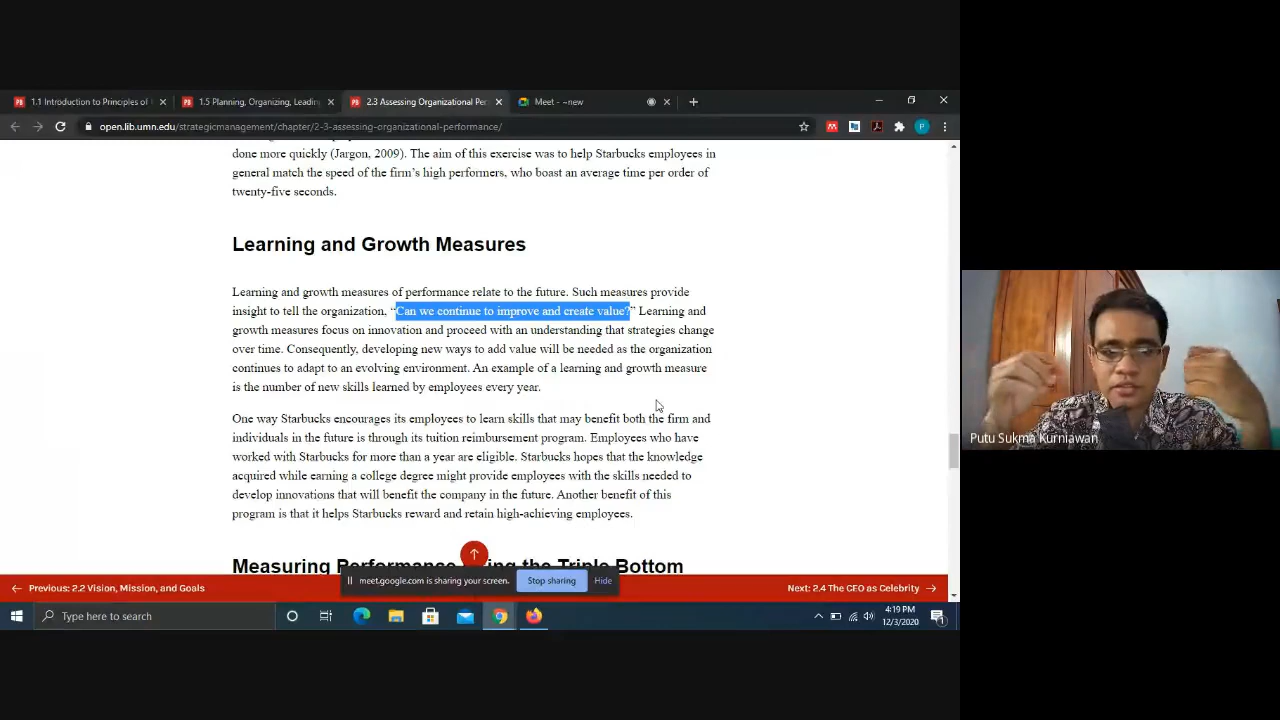 1.1 Introduction to Principles of
1.5 Planning, Organizing, Leadin
2.3 Assessing Organizational Per
Meet – ~new
open.lib.umn.edu/strategicmanagement/chapter/2-3-assessing-organizational-performance/
P
done more quickly (Jargon, 2009). The aim of this exercise was to help Starbucks employees in
general match the speed of the firm's high performers, who boast an average time per order of
twenty-five seconds.
Learning and Growth Measures
Learning and growth measures of performance relate to the future. Such measures provide
insight to tell the organization, “Can we continue to improve and create value?” Learning and
growth measures focus on innovation and proceed with an understanding that strategies change
over time. Consequently, developing new ways to add value will be needed as the organization
continues to adapt to an evolving environment. An example of a learning and growth measure
is the number of new skills learned by employees every year.
One way Starbucks encourages its employees to learn skills that may benefit both the firm and
individuals in the future is through its tuition reimbursement program. Employees who have
worked with Starbucks for more than a year are eligible. Starbucks hopes that the knowledge
acquired while earning a college degree might provide employees with the skills needed to
develop innovations that will benefit the company in the future. Another benefit of this
program is that it helps Starbucks reward and retain high-achieving employees.
Measuring Performance the Triple Bottom
meet.google.com is sharing your screen. Stop sharing Hide
Previous: 2.2 Vision, Mission, and Goals
Next: 2.4 The CEO as Celebrity
Type here to search
4:19 PM
12/3/2020
Putu Sukma Kurniawan